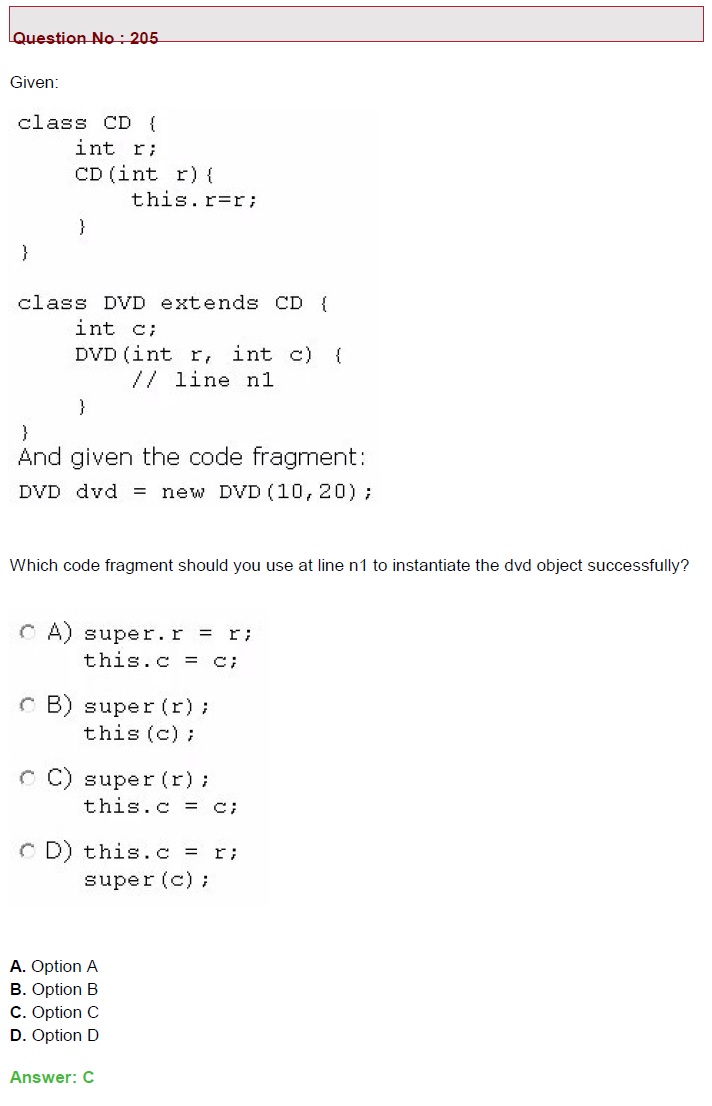 Question No : 205
Given:
class CD {
int r;
CD(int r){
this.r=r;
}
}
class DVD extends CD {
int c;
DVD(int r, int c) {
// line n1
}
}
And given the code fragment:
DVD dvd = new DVD(10,20);
Which code fragment should you use at line n1 to instantiate the dvd object successfully?
A) super.r = r;
this.c = c;
B) super(r);
this(c);
C) super(r);
this.c = c;
D) this.c = r;
super(c);
A. Option A
B. Option B
C. Option C
D. Option D
Answer: C